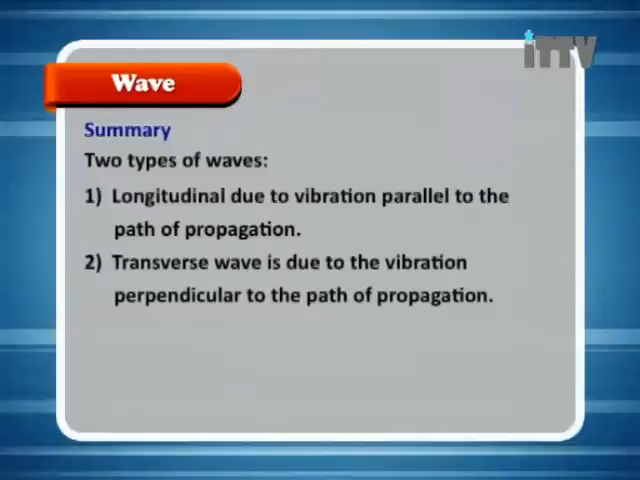 iTTV
Wave
Summary
Two types of waves:
1) Longitudinal due to vibration parallel to the
path of propagation.
2) Transverse wave is due to the vibration
perpendicular to the path of propagation.